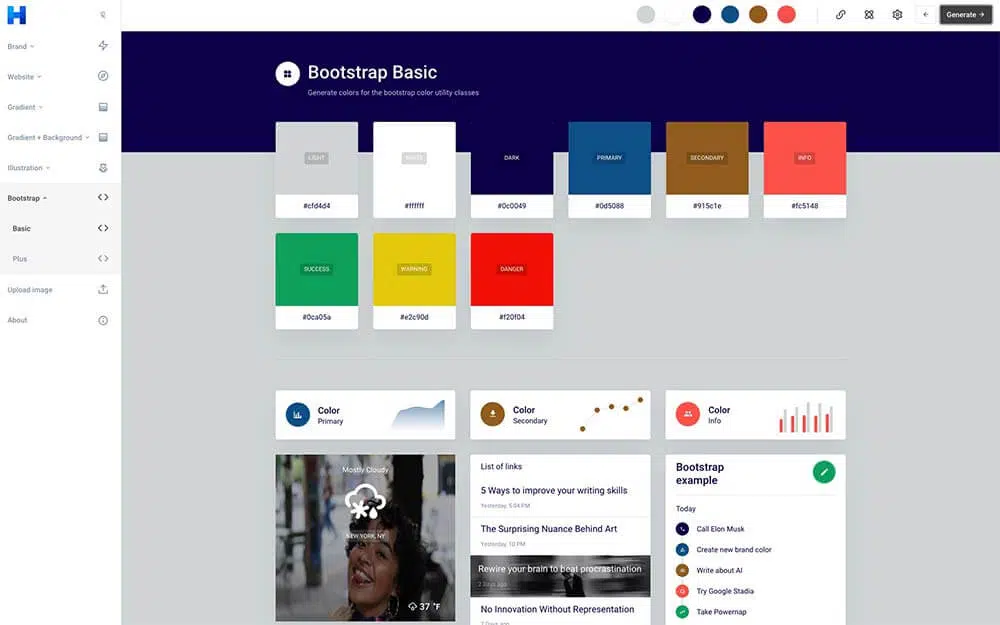 H
Generate →
Brand
Website
Gradient
Gradient + Background
Illustration
Bootstrap
Basic
Plus
Upload image
About
Bootstrap Basic
Generate colors for the bootstrap color utility classes
LIGHT
WHITE
DARK
PRIMARY
SECONDARY
INFO
#cfd4d4
#ffffff
#0c0049
#0d5088
#915c1e
#fc5148
SUCCESS
WARNING
DANGER
#0ca05a
#e2c90d
#f20f04
Color
Primary
Color
Secondary
Color
Info
Mostly Cloudy
NEW YORK, NY
37 °F
List of links
5 Ways to improve your writing skills
Yesterday, 5:04 PM
The Surprising Nuance Behind Art
Yesterday, 10 PM
Rewire your brain to beat procrastination
2 Days ago
No Innovation Without Representation
7 Days ago
Bootstrap
example
Today
Call Elon Musk
Create new brand color
Write about AI
Try Google Stadia
Take Powernap